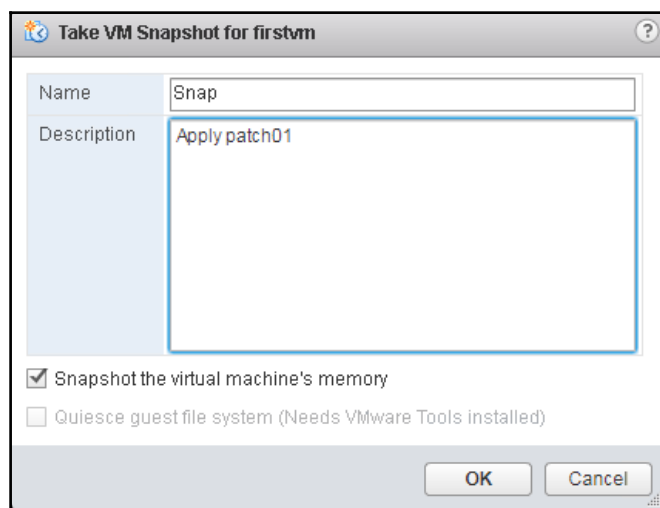 Take VM Snapshot for firstvm ?
Name Snap
Description Apply patch01
Snapshot the virtual machine's memory
Quiesce guest file system (Needs VMware Tools installed)
OK Cancel